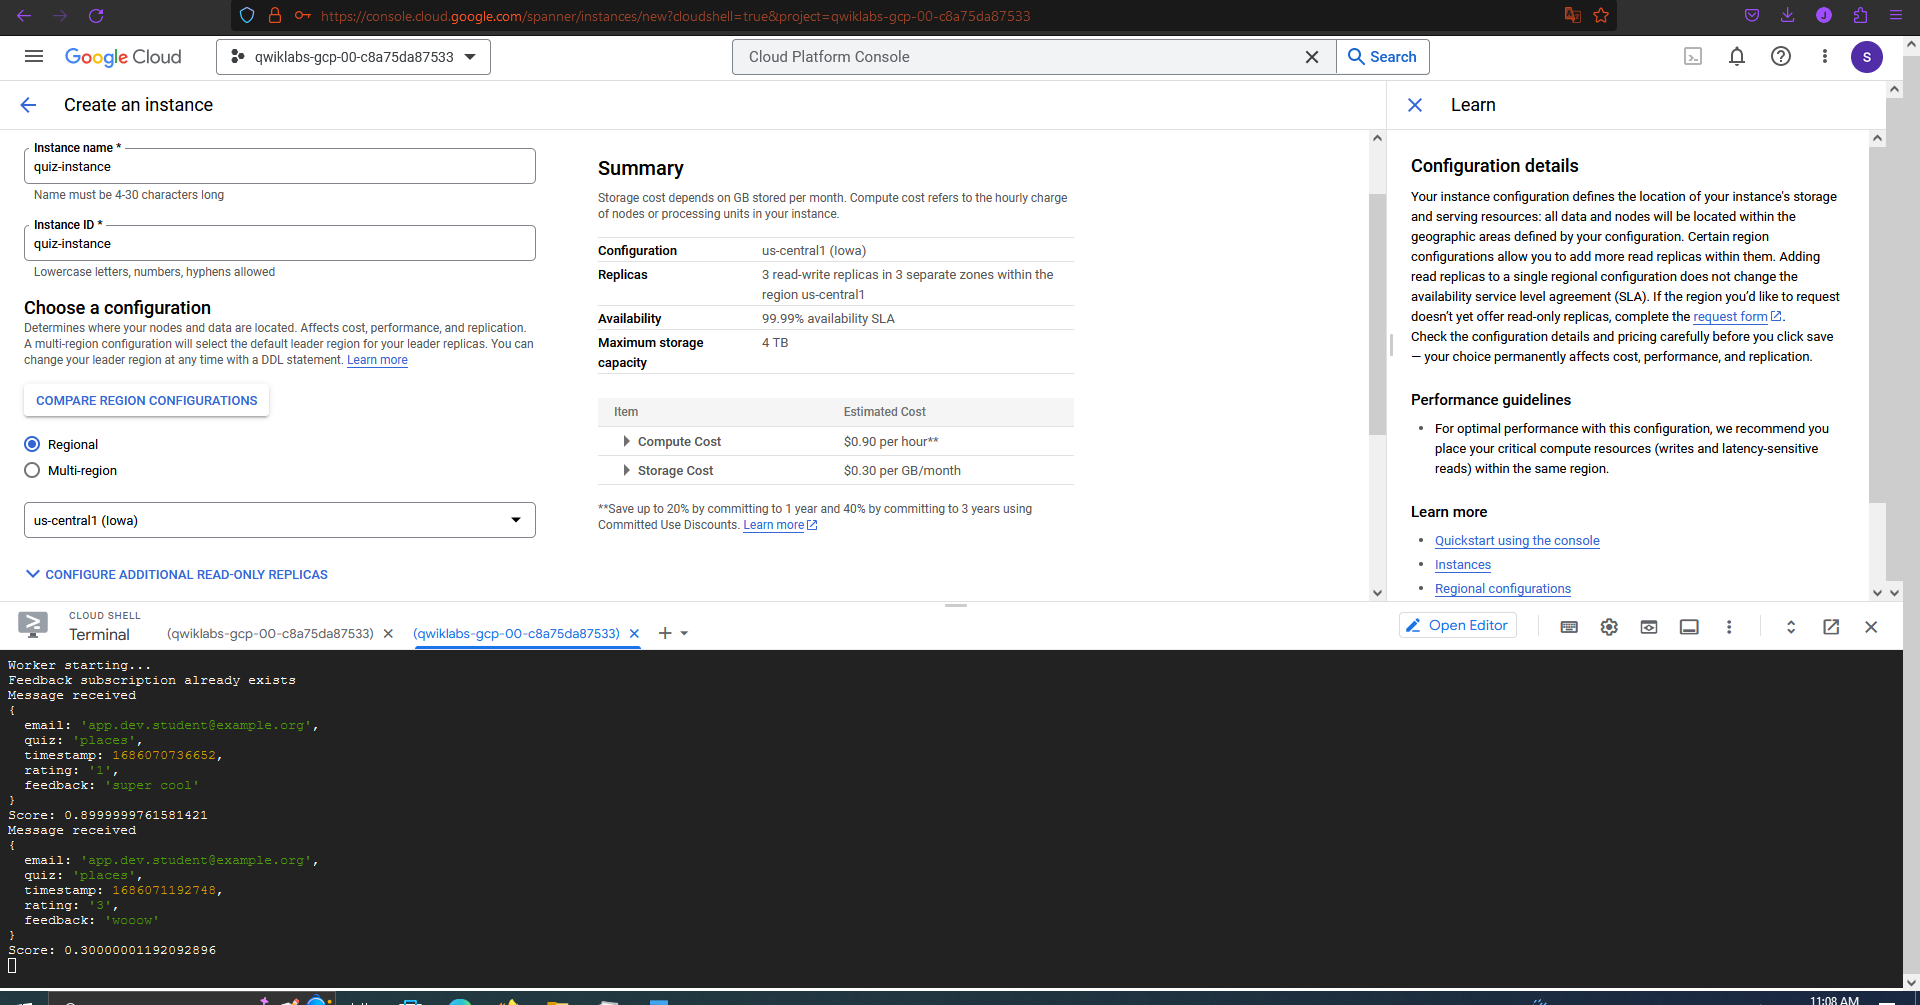 https://console.cloud.google.com/spanner/instances/new?cloudshell=true&project=qwiklabs-gcp-00-c8a75da87533
Google Cloud
qwiklabs-gcp-00-c8a75da87533
Cloud Platform Console
Search
S
Create an instance
Instance name *
quiz-instance
Name must be 4-30 characters long
Instance ID *
quiz-instance
Lowercase letters, numbers, hyphens allowed
Choose a configuration
Determines where your nodes and data are located. Affects cost, performance, and replication.
A multi-region configuration will select the default leader region for your leader replicas. You can
change your leader region at any time with a DDL statement. Learn more
COMPARE REGION CONFIGURATIONS
Regional
Multi-region
us-central1 (Iowa)
CONFIGURE ADDITIONAL READ-ONLY REPLICAS
Summary
Storage cost depends on GB stored per month. Compute cost refers to the hourly charge
of nodes or processing units in your instance.
Configuration us-central1 (Iowa)
Replicas 3 read-write replicas in 3 separate zones within the
region us-central1
Availability 99.99% availability SLA
Maximum storage 4 TB
capacity
Item Estimated Cost
Compute Cost $0.90 per hour**
Storage Cost $0.30 per GB/month
**Save up to 20% by committing to 1 year and 40% by committing to 3 years using
Committed Use Discounts. Learn more
Learn
Configuration details
Your instance configuration defines the location of your instance's storage
and serving resources: all data and nodes will be located within the
geographic areas defined by your configuration. Certain region
configurations allow you to add more read replicas within them. Adding
read replicas to a single regional configuration does not change the
availability service level agreement (SLA). If the region you'd like to request
doesn't yet offer read-only replicas, complete the request form.
Check the configuration details and pricing carefully before you click save
— your choice permanently affects cost, performance, and replication.
Performance guidelines
• For optimal performance with this configuration, we recommend you
place your critical compute resources (writes and latency-sensitive
reads) within the same region.
Learn more
• Quickstart using the console
• Instances
• Regional configurations
CLOUD SHELL
Terminal
(qwiklabs-gcp-00-c8a75da87533)
(qwiklabs-gcp-00-c8a75da87533)
Open Editor
Worker starting...
Feedback subscription already exists
Message received
{
email: 'app.dev.student@example.org',
quiz: 'places',
timestamp: 1686070736652,
rating: '1',
feedback: 'super cool'
}
Score: 0.8999999761581421
Message received
{
email: 'app.dev.student@example.org',
quiz: 'places',
timestamp: 1686071192748,
rating: '3',
feedback: 'wooow'
}
Score: 0.30000001192092896
11:08 AM